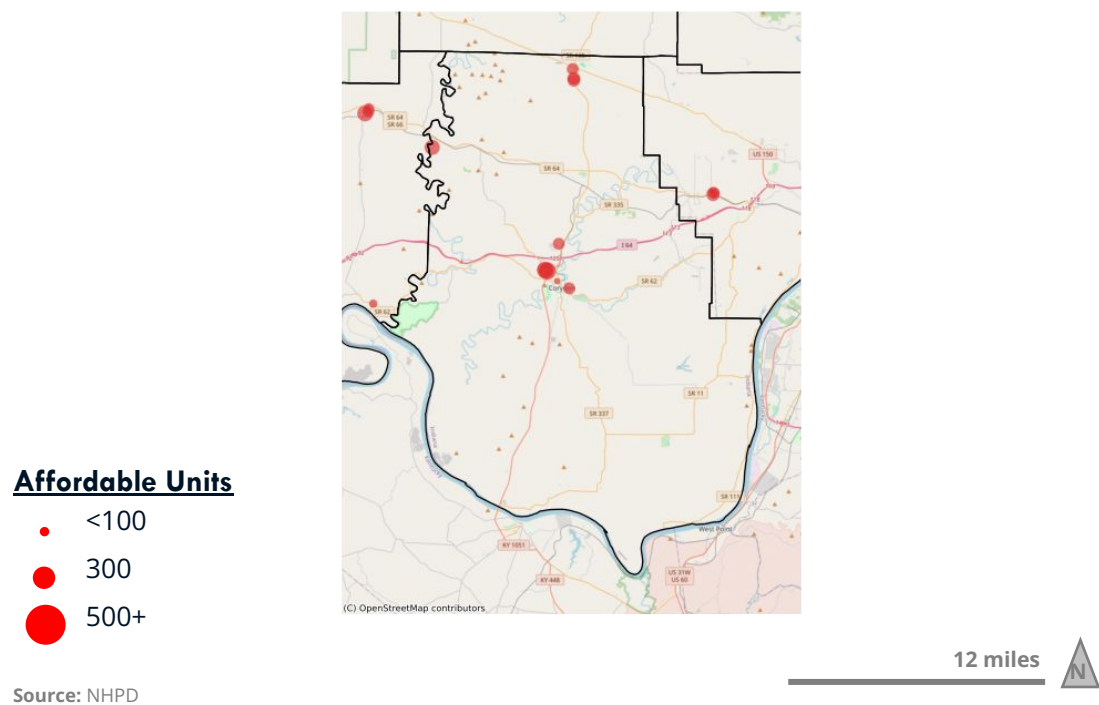 SR 64
SR 66
US 150
SR 64
SR 335
I 64
SR 62
SR 62
SR 11
SR 337
SR 111
West Point
KY 1051
KY 448
US 31W
US 60
(C) OpenStreetMap contributors
Affordable Units
<100
300
500+
12 miles
N
Source: NHPD